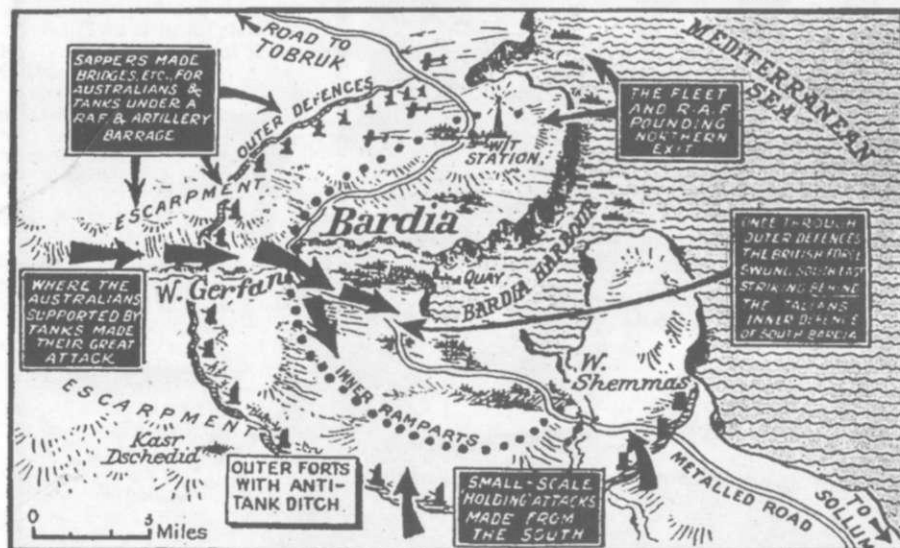 ROAD TO
TOBRUK
SAPPERS MADE
BRIDGES, ETC., FOR
AUSTRALIANS &
TANKS UNDER A
R.A.F. & ARTILLERY
BARRAGE
OUTER DEFENCES
MEDITERRANEAN
SEA
THE FLEET
AND R.A.F
POUNDING
NORTHERN
EXIT.
W/T
STATION.
ESCARPMENT
Bardia
QUAY
BARDIA HARBOUR
ONCE THROUGH
OUTER DEFENCES
THE BRITISH FORCE
SWUNG SOUTH EAST
STRIKING BEHIND
THE ITALIANS
INNER DEFENCE
OF SOUTH BARDIA
WHERE THE
AUSTRALIANS
SUPPORTED BY
TANKS MADE
THEIR GREAT
ATTACK.
W. Gerfan
W.
Shemmas
INNER RAMPARTS
ESCARPMENT
Kasr
Dschedid
OUTER FORTS
WITH ANTI-
TANK DITCH.
SMALL-SCALE
'HOLDING' ATTACKS
MADE FROM
THE SOUTH
METALLED ROAD
TO
SOLLUM
0 3
Miles